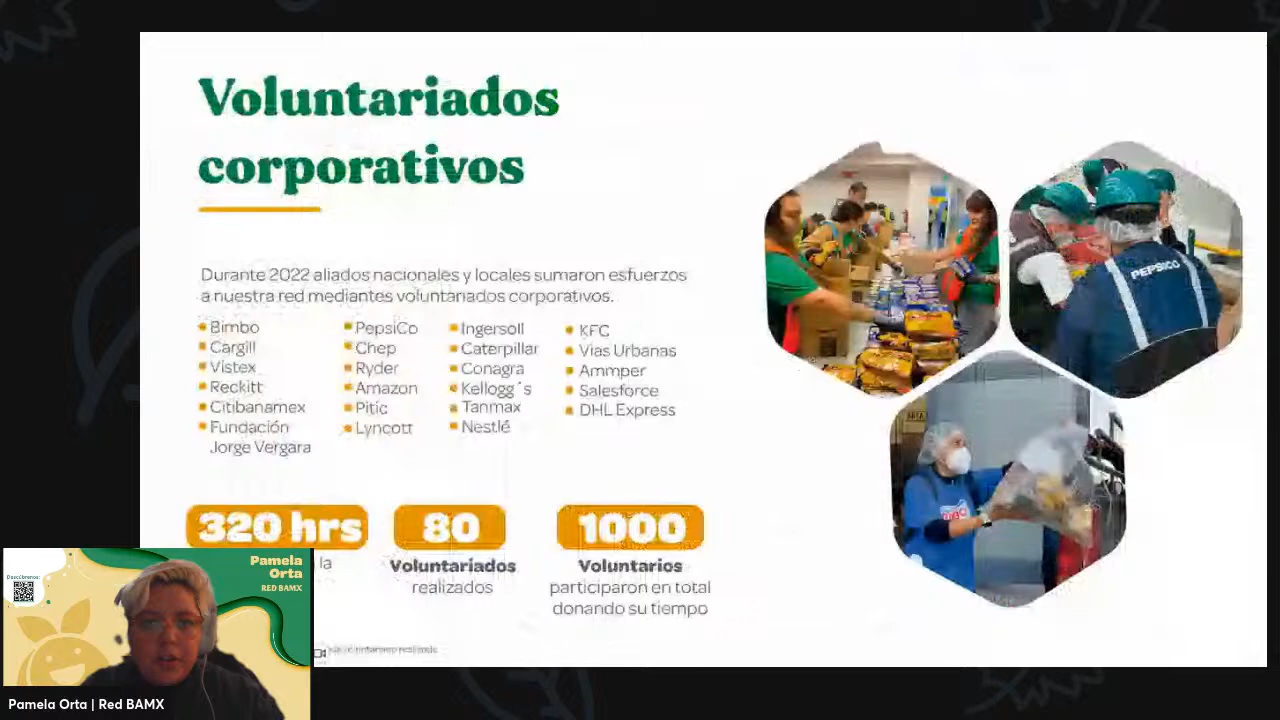 Voluntariados
corporativos
Durante 2022 aliados nacionales y locales sumaron esfuerzos
a nuestra red mediantes voluntariados corporativos.
Bimbo
Cargill
Vistex
Reckitt
Citibanamex
Fundación
Jorge Vergara
PepsiCo
Chep
Ryder
Amazon
Pitic
Lyncott
Ingersoll
Caterpillar
Conagra
Kellogg´s
Tanmax
Nestlé
KFC
Vias Urbanas
Ammper
Salesforce
DHL Express
PEPSICO
320 hrs
la
80
Voluntariados
realizados
1000
Voluntarios
participaron en total
donando su tiempo
Descúbrenos:
Pamela
Orta
RED BAMX
Pamela Orta | Red BAMX